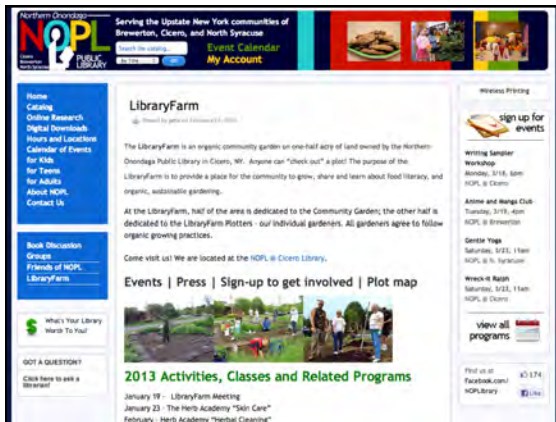 Northern Onondaga
NOPL
PUBLIC
LIBRARY
Cicero
Brewerton
North Syracuse
Serving the Upstate New York communities of
Brewerton, Cicero, and North Syracuse
Search the catalog...
By Title
GO
Event Calendar
My Account
Home
Catalog
Online Research
Digital Downloads
Hours and Locations
Calendar of Events
for Kids
for Teens
for Adults
About NOPL
Contact Us
Book Discussion
Groups
Friends of NOPL
LibraryFarm
What's Your Library
Worth To You?
GOT A QUESTION?
Click here to ask a
librarian!
LibraryFarm
The LibraryFarm is an organic community garden on one-half acre of land owned by the Northern
Onondaga Public Library in Cicero, NY. Anyone can "check out" a plot! The purpose of the
LibraryFarm is to provide a place for the community to grow, share and learn about food literacy, and
organic, sustainable gardening.
At the LibraryFarm, half of the area is dedicated to the Community Garden; the other half is
dedicated to the LibraryFarm Plotters - our individual gardeners. All gardeners agree to follow
organic growing practices.
Come visit us! We are located at the NOPL @ Cicero Library.
Events | Press | Sign-up to get involved | Plot map
2013 Activities, Classes and Related Programs
January 19 - LibraryFarm Meeting
January 23 - The Herb Academy "Skin Care"
February - Herb Academy "Herbal Cleaning"
Wireless Printing
sign up for
events
Writing Sampler
Workshop
Monday, 3/18, 6pm
NOPL @ Cicero
Anime and Manga Club
Tuesday, 3/19, 4pm
NOPL @ Brewerton
Gentle Yoga
Saturday, 3/23, 11am
NOPL @ N. Syracuse
Wreck-It Ralph
Saturday, 3/23, 11am
NOPL @ Cicero
view all
programs
Find us at
Facebook.com/
NOPLibrary
174
Like